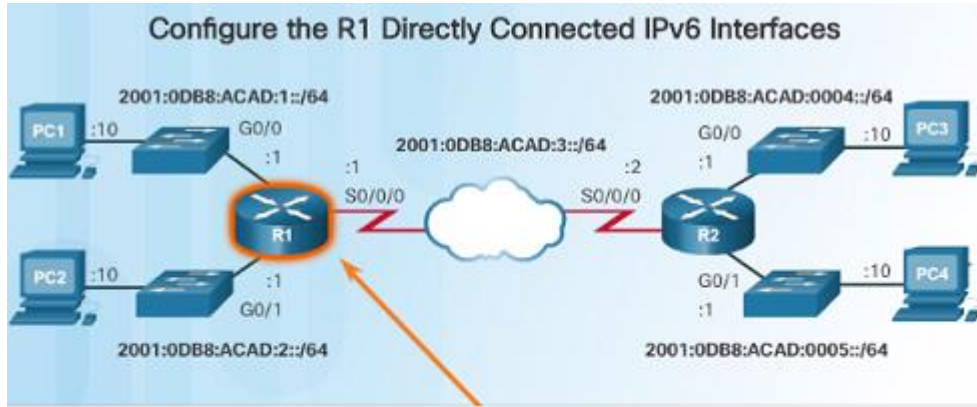 Configure the R1 Directly Connected IPv6 Interfaces
2001:0DB8:ACAD:1::/64
2001:0DB8:ACAD:0004::/64
PC1
:10
G0/0
:1
2001:0DB8:ACAD:3::/64
G0/0
:1
:10
PC3
:1
S0/0/0
:2
S0/0/0
R1
R2
PC2
:10
:1
G0/1
G0/1
:1
:10
PC4
2001:0DB8:ACAD:2::/64
2001:0DB8:ACAD:0005::/64